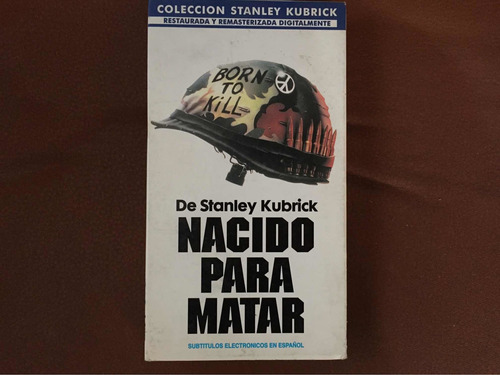 COLECCION STANLEY KUBRICK
RESTAURADA Y REMASTERIZADA DIGITALMENTE
BORN
TO
KiLL
De Stanley Kubrick
NACIDO
PARA
MATAR
SUBTITULOS ELECTRONICOS EN ESPAÑOL